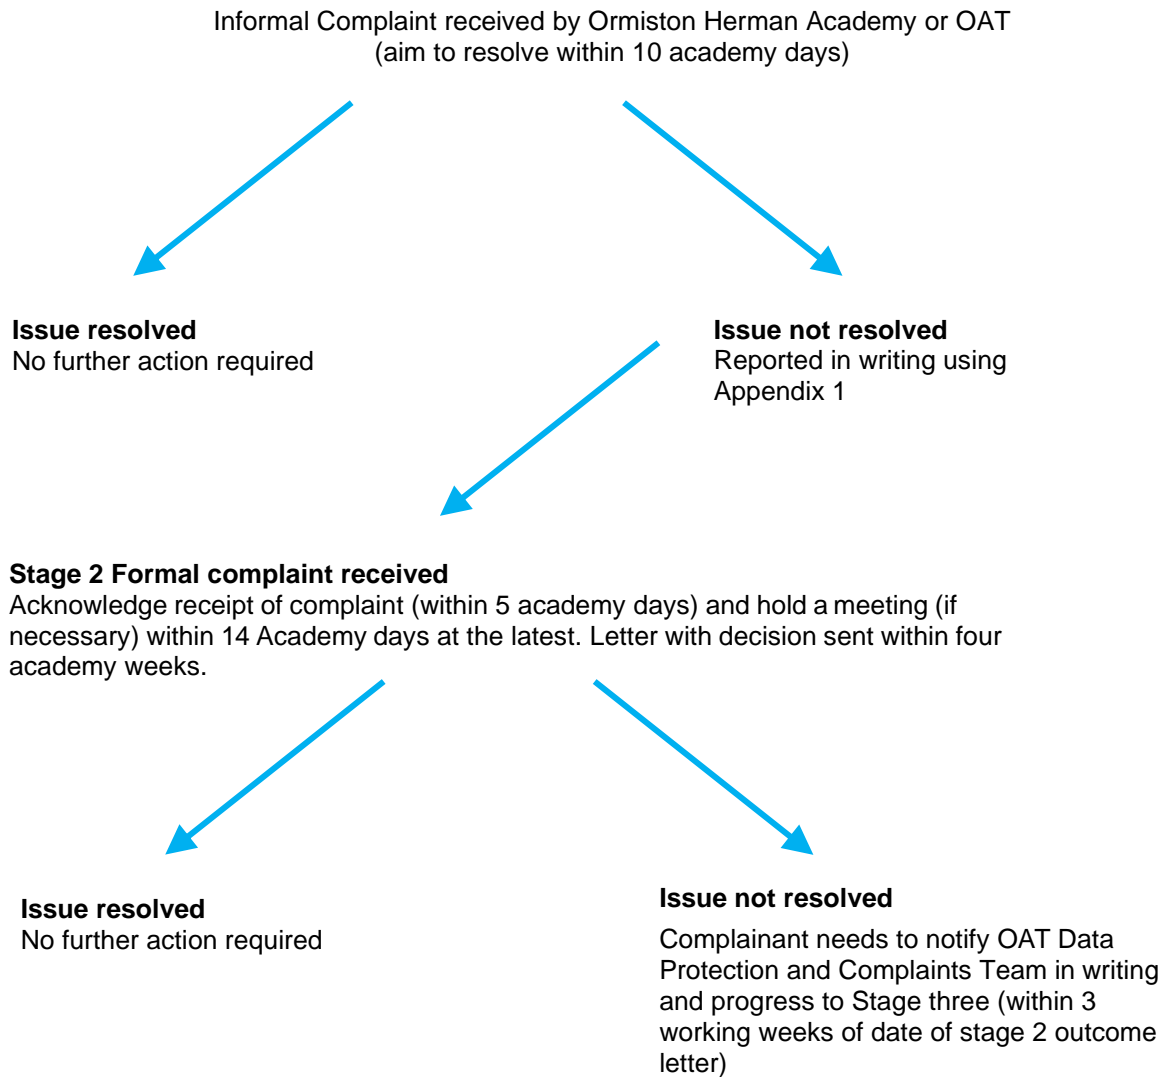 Informal Complaint received by Ormiston Herman Academy or OAT
(aim to resolve within 10 academy days)
Issue resolved
No further action required
Issue not resolved
Reported in writing using
Appendix 1
Stage 2 Formal complaint received
Acknowledge receipt of complaint (within 5 academy days) and hold a meeting (if
necessary) within 14 Academy days at the latest. Letter with decision sent within four
academy weeks.
Issue resolved
No further action required
Issue not resolved
Complainant needs to notify OAT Data
Protection and Complaints Team in writing
and progress to Stage three (within 3
working weeks of date of stage 2 outcome
letter)